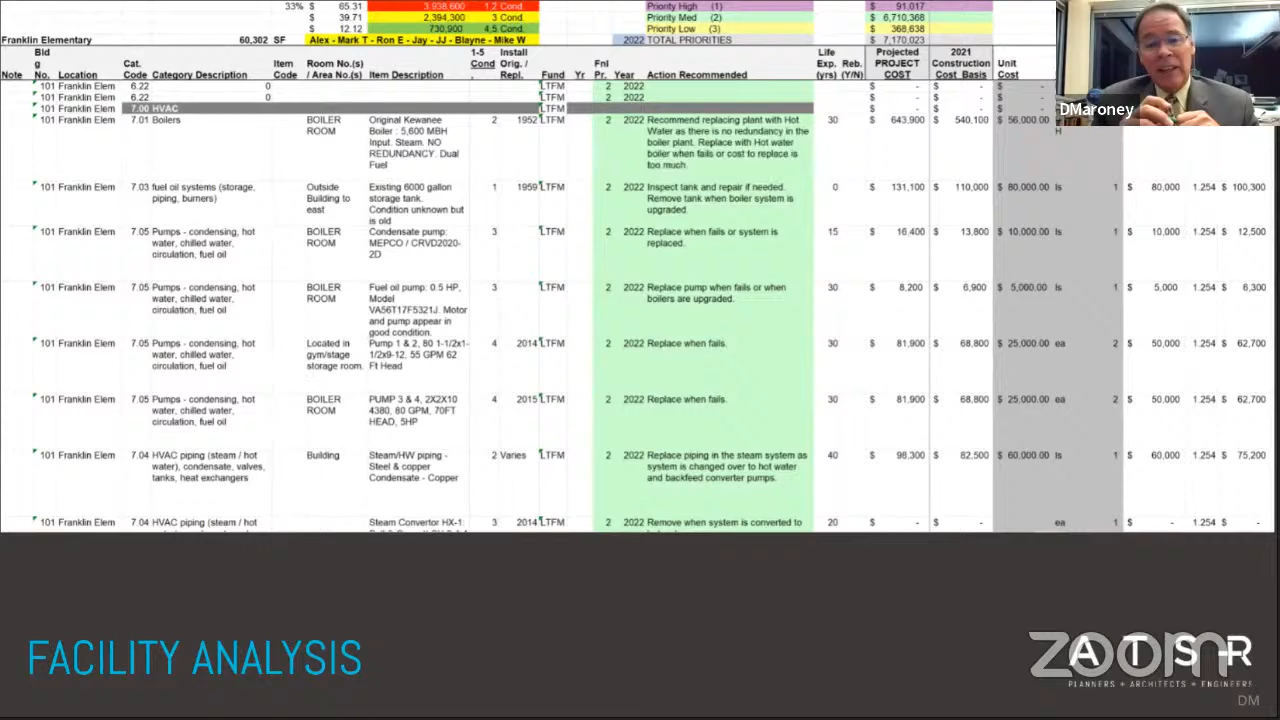 33% $ 65.31 3,938,600 1.2 Cond. Priority High (1) $ 91,017
$ 39.71 2,394,300 3 Cond. Priority Med (2) $ 6,710,368
$ 12.12 730,900 4.5 Cond. Priority Low (3) $ 368,638
Franklin Elementary 60,302 SF Alex - Mark T - Ron E - Jay - JJ - Blayne - Mike W 2022 TOTAL PRIORITIES $ 7,170,023
Note Bld g No. Location Cat. Code Category Description Item Code Room No.(s) / Area No.(s) Item Description 1-5 Cond. Install Orig. / Repl. Fund Yr Fnl Pr. Year Action Recommended Life Exp. (yrs) Reb. (Y/N) Projected PROJECT COST 2021 Construction Cost Basis Unit Cost
101 Franklin Elem 6.22 0 LTFM 2 2022 $ - $ - $ -
101 Franklin Elem 6.22 0 LTFM 2 2022 $ - $ - $ -
101 Franklin Elem 7.00 HVAC LTFM 2 2022 $ - $ - $ -
101 Franklin Elem 7.01 Boilers BOILER Original Kewanee 2 1952 LTFM 2 2022 Recommend replacing plant with Hot 30 $ 643,900 $ 540,100 $ 56,000.00
ROOM Boiler : 5,600 MBH Water as there is no redundancy in the H
Input. Steam. NO boiler plant. Replace with Hot water
REDUNDANCY. Dual boiler when fails or cost to replace is
Fuel too much.
101 Franklin Elem 7.03 fuel oil systems (storage, Outside Existing 6000 gallon 1 1959 LTFM 2 2022 Inspect tank and repair if needed. 0 $ 131,100 $ 110,000 $ 80,000.00 ls 1 $ 80,000 1.254 $ 100,300
piping, burners) Building to storage tank. Remove tank when boiler system is
east Condition unknown but upgraded.
is old
101 Franklin Elem 7.05 Pumps - condensing, hot BOILER Condensate pump: 3 LTFM 2 2022 Replace when fails or system is 15 $ 16,400 $ 13,800 $ 10,000.00 ls 1 $ 10,000 1.254 $ 12,500
water, chilled water, ROOM MEPCO / CRVD2020- replaced.
circulation, fuel oil 2D
101 Franklin Elem 7.05 Pumps - condensing, hot BOILER Fuel oil pump: 0.5 HP, 3 LTFM 2 2022 Replace pump when fails or when 30 $ 8,200 $ 6,900 $ 5,000.00 ls 1 $ 5,000 1.254 $ 6,300
water, chilled water, ROOM Model boilers are upgraded.
circulation, fuel oil VA56T17F5321J. Motor
and pump appear in
good condition.
101 Franklin Elem 7.05 Pumps - condensing, hot Located in Pump 1 & 2, 80 1-1/2x1- 4 2014 LTFM 2 2022 Replace when fails. 30 $ 81,900 $ 68,800 $ 25,000.00 ea 2 $ 50,000 1.254 $ 62,700
water, chilled water, gym/stage 1/2x9-12, 55 GPM 62
circulation, fuel oil storage room. Ft Head
101 Franklin Elem 7.05 Pumps - condensing, hot BOILER PUMP 3 & 4, 2X2X10 4 2015 LTFM 2 2022 Replace when fails. 30 $ 81,900 $ 68,800 $ 25,000.00 ea 2 $ 50,000 1.254 $ 62,700
water, chilled water, ROOM 4380, 80 GPM, 70FT
circulation, fuel oil HEAD, 5HP
101 Franklin Elem 7.04 HVAC piping (steam / hot Building Steam/HW piping - 2 Varies LTFM 2 2022 Replace piping in the steam system as 40 $ 98,300 $ 82,500 $ 60,000.00 ls 1 $ 60,000 1.254 $ 75,200
water), condensate, valves, Steel & copper system is changed over to hot water
tanks, heat exchangers Condensate - Copper and backfeed converter pumps.
101 Franklin Elem 7.04 HVAC piping (steam / hot Steam Convertor HX-1: 3 2014 LTFM 2 2022 Remove when system is converted to 20 $ - $ - ea 1 $ - 1.254 $ -
DMaroney
FACILITY ANALYSIS
zoom
ATS&R
PLANNERS + ARCHITECTS + ENGINEERS
DM